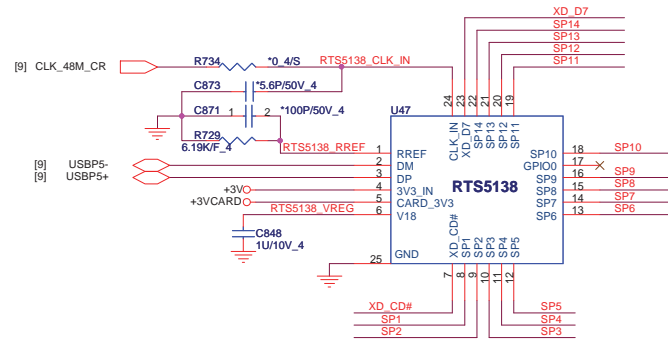 XD_D7
SP14
SP13
SP12
SP11
[9] CLK_48M_CR
R734
*0_4/S
RTS5138_CLK_IN
C873
*5.6P/50V_4
C871
1
2
*100P/50V_4
R729
6.19K/F_4
RTS5138_RREF
U47
24
23
22
21
20
19
CLK_IN
XD_D7
SP14
SP13
SP12
SP11
[9] USBP5-
[9] USBP5+
+3V
+3VCARD
RTS5138_VREG
C848
1U/10V_4
1 RREF
2 DM
3 DP
4 3V3_IN
5 CARD_3V3
6 V18
25 GND
RTS5138
SP10 18 SP10
GPIO0 17
SP9 16 SP9
SP8 15 SP8
SP7 14 SP7
SP6 13 SP6
XD_CD#
SP1
SP2
SP3
SP4
SP5
7
8
9
10
11
12
XD_CD#
SP1
SP2
SP5
SP4
SP3